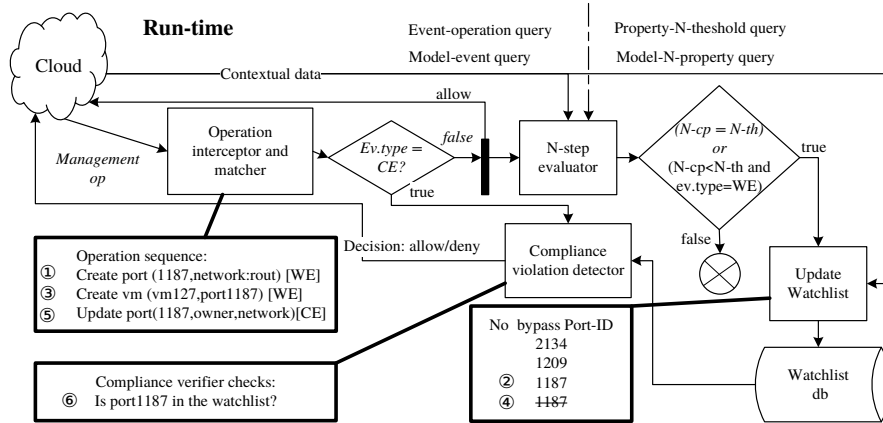 Run-time
Event-operation query
Property-N-theshold query
Model-event query
Model-N-property query
Cloud
Contextual data
allow
Management
op
Operation
interceptor and
matcher
Ev.type =
CE?
false
true
N-step
evaluator
(N-cp = N-th)
or
(N-cp<N-th and
ev.type=WE)
true
false
Decision: allow/deny
Compliance
violation detector
Update
Watchlist
Operation sequence:
① Create port (1187,network:rout) [WE]
③ Create vm (vm127,port1187) [WE]
⑤ Update port(1187,owner,network)[CE]
No bypass Port-ID
2134
1209
② 1187
④ 1187
Compliance verifier checks:
⑥ Is port1187 in the watchlist?
Watchlist
db